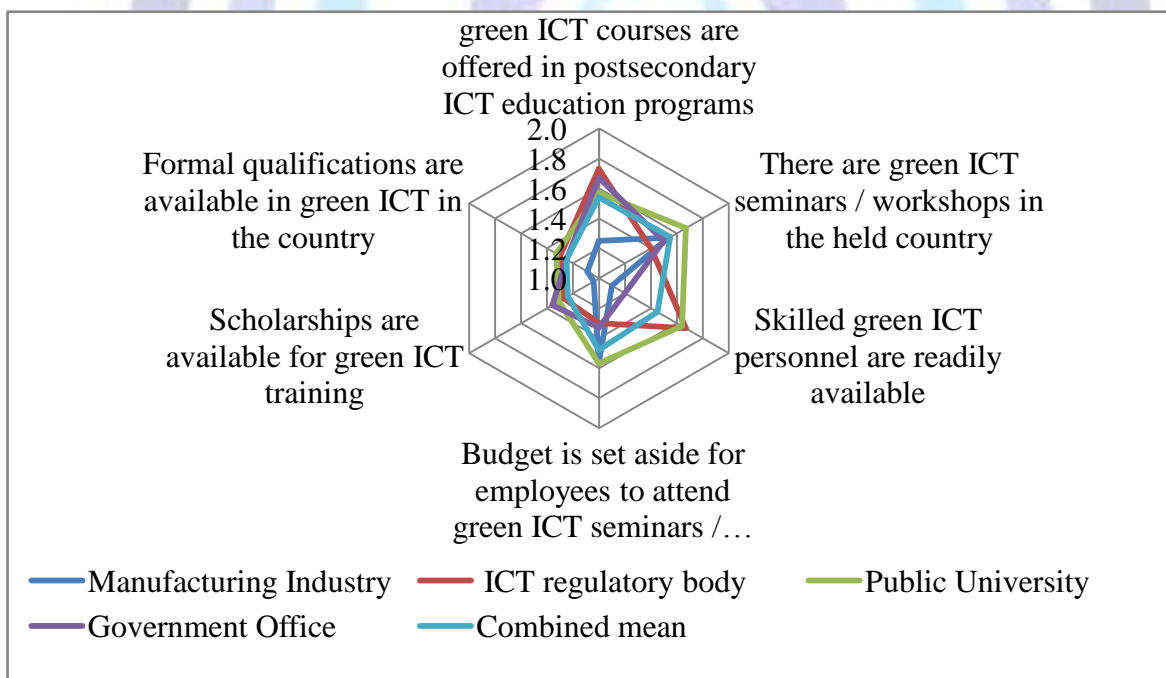 green ICT courses are
offered in postsecondary
ICT education programs
2.0
1.8
1.6
1.4
1.2
1.0
There are green ICT
seminars / workshops in
the held country
Skilled green ICT
personnel are readily
available
Budget is set aside for
employees to attend
green ICT seminars /…
Scholarships are
available for green ICT
training
Formal qualifications are
available in green ICT in
the country
Manufacturing Industry
ICT regulatory body
Public University
Government Office
Combined mean